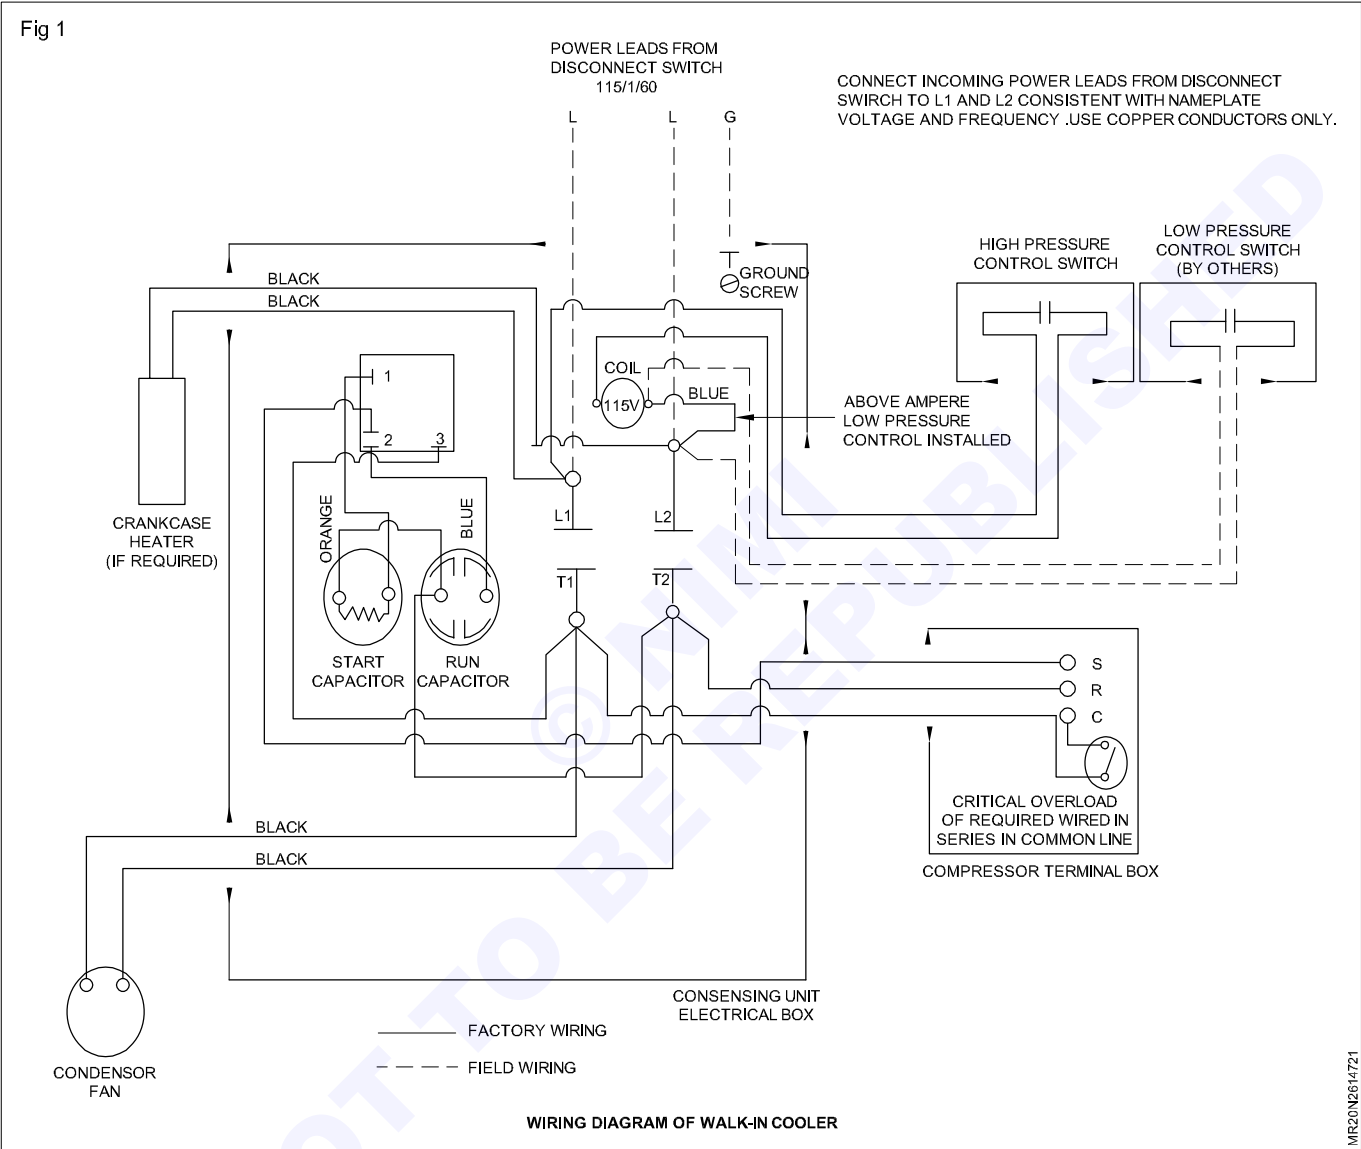 Fig 1
POWER LEADS FROM
DISCONNECT SWITCH
115/1/60
CONNECT INCOMING POWER LEADS FROM DISCONNECT
SWIRCH TO L1 AND L2 CONSISTENT WITH NAMEPLATE
VOLTAGE AND FREQUENCY .USE COPPER CONDUCTORS ONLY.
L
L
G
HIGH PRESSURE
CONTROL SWITCH
LOW PRESSURE
CONTROL SWITCH
(BY OTHERS)
GROUND
SCREW
BLACK
BLACK
COIL
115V
BLUE
ABOVE AMPERE
LOW PRESSURE
CONTROL INSTALLED
1
2
3
CRANKCASE
HEATER
(IF REQUIRED)
ORANGE
BLUE
L1
L2
T1
T2
START
CAPACITOR
RUN
CAPACITOR
S
R
C
CRITICAL OVERLOAD
OF REQUIRED WIRED IN
SERIES IN COMMON LINE
COMPRESSOR TERMINAL BOX
BLACK
BLACK
CONSENSING UNIT
ELECTRICAL BOX
FACTORY WIRING
FIELD WIRING
CONDENSOR
FAN
WIRING DIAGRAM OF WALK-IN COOLER
MR20N2614721
© NIMI
NOT TO BE REPUBLISHED